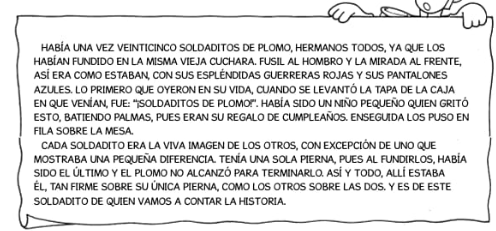 HABÍA UNA VEZ VEINTICINCO SOLDADITOS DE PLOMO, HERMANOS TODOS, YA QUE LOS
HABÍAN FUNDIDO EN LA MISMA VIEJA CUCHARA. FUSIL AL HOMBRO Y LA MIRADA AL FRENTE,
ASÍ ERA COMO ESTABAN, CON SUS ESPLÉNDIDAS GUERRERAS ROJAS Y SUS PANTALONES
AZULES. LO PRIMERO QUE OYERON EN SU VIDA, CUANDO SE LEVANTÓ LA TAPA DE LA CAJA
EN QUE VENÍAN, FUE: "¡SOLDADITOS DE PLOMO!". HABÍA SIDO UN NIÑO PEQUEÑO QUIEN GRITÓ
ESTO, BATIENDO PALMAS, PUES ERAN SU REGALO DE CUMPLEAÑOS. ENSEGUIDA LOS PUSO EN
FILA SOBRE LA MESA.
CADA SOLDADITO ERA LA VIVA IMAGEN DE LOS OTROS, CON EXCEPCIÓN DE UNO QUE
MOSTRABA UNA PEQUEÑA DIFERENCIA. TENÍA UNA SOLA PIERNA, PUES AL FUNDIRLOS, HABÍA
SIDO EL ÚLTIMO Y EL PLOMO NO ALCANZÓ PARA TERMINARLO. ASÍ Y TODO, ALLÍ ESTABA
ÉL, TAN FIRME SOBRE SU ÚNICA PIERNA, COMO LOS OTROS SOBRE LAS DOS. Y ES DE ESTE
SOLDADITO DE QUIEN VAMOS A CONTAR LA HISTORIA.